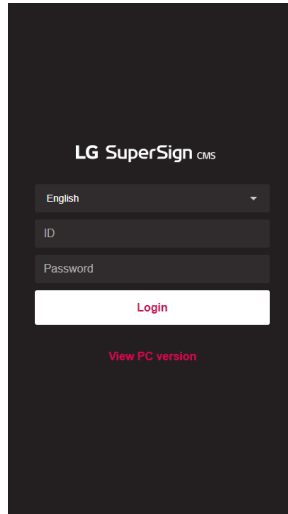 LG SuperSign CMS
English
ID
Password
Login
View PC version